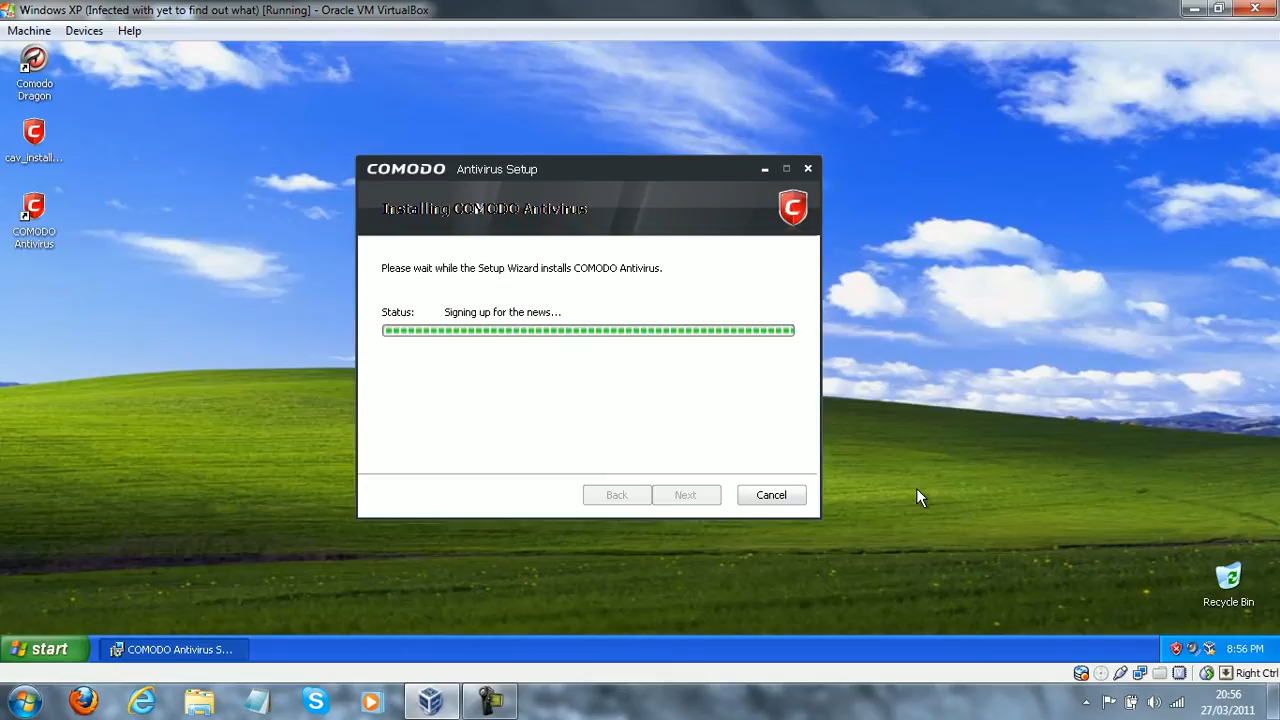 Windows XP (Infected with yet to find out what) [Running] - Oracle VM VirtualBox
Machine Devices Help
Comodo
Dragon
cav_install...
COMODO
Antivirus
COMODO Antivirus Setup
Installing COMODO Antivirus
C
Please wait while the Setup Wizard installs COMODO Antivirus.
Status: Signing up for the news...
Back Next Cancel
Recycle Bin
start
COMODO Antivirus S...
8:56 PM
Right Ctrl
20:56
27/03/2011